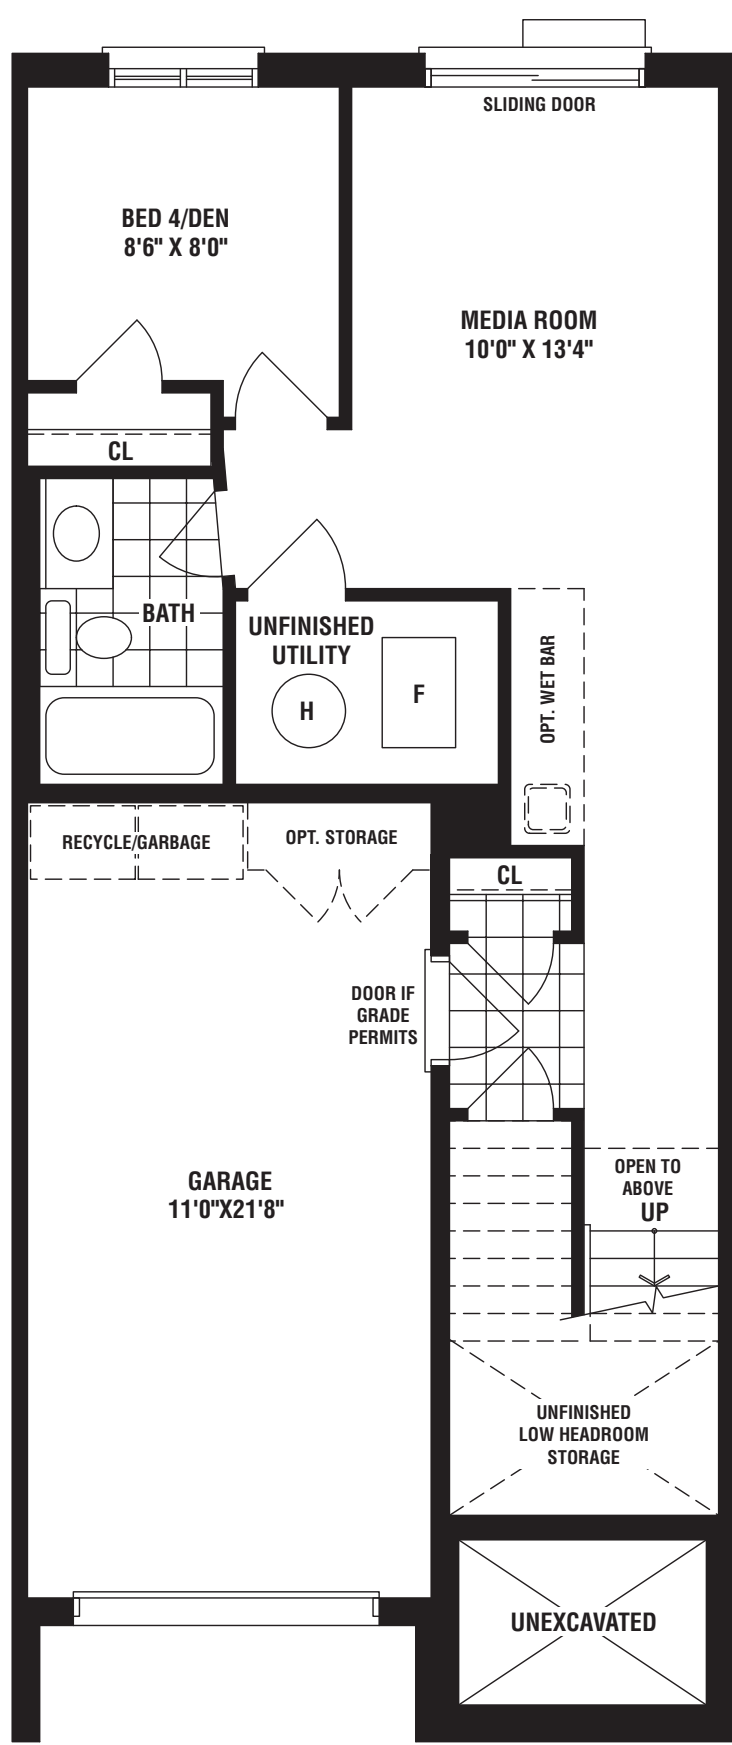 SLIDING DOOR
BED 4/DEN
8'6" X 8'0"
MEDIA ROOM
10'0" X 13'4"
CL
BATH
UNFINISHED
UTILITY
H
F
OPT. WET BAR
RECYCLE/GARBAGE
OPT. STORAGE
CL
DOOR IF
GRADE
PERMITS
GARAGE
11'0"X21'8"
OPEN TO
ABOVE
UP
UNFINISHED
LOW HEADROOM
STORAGE
UNEXCAVATED